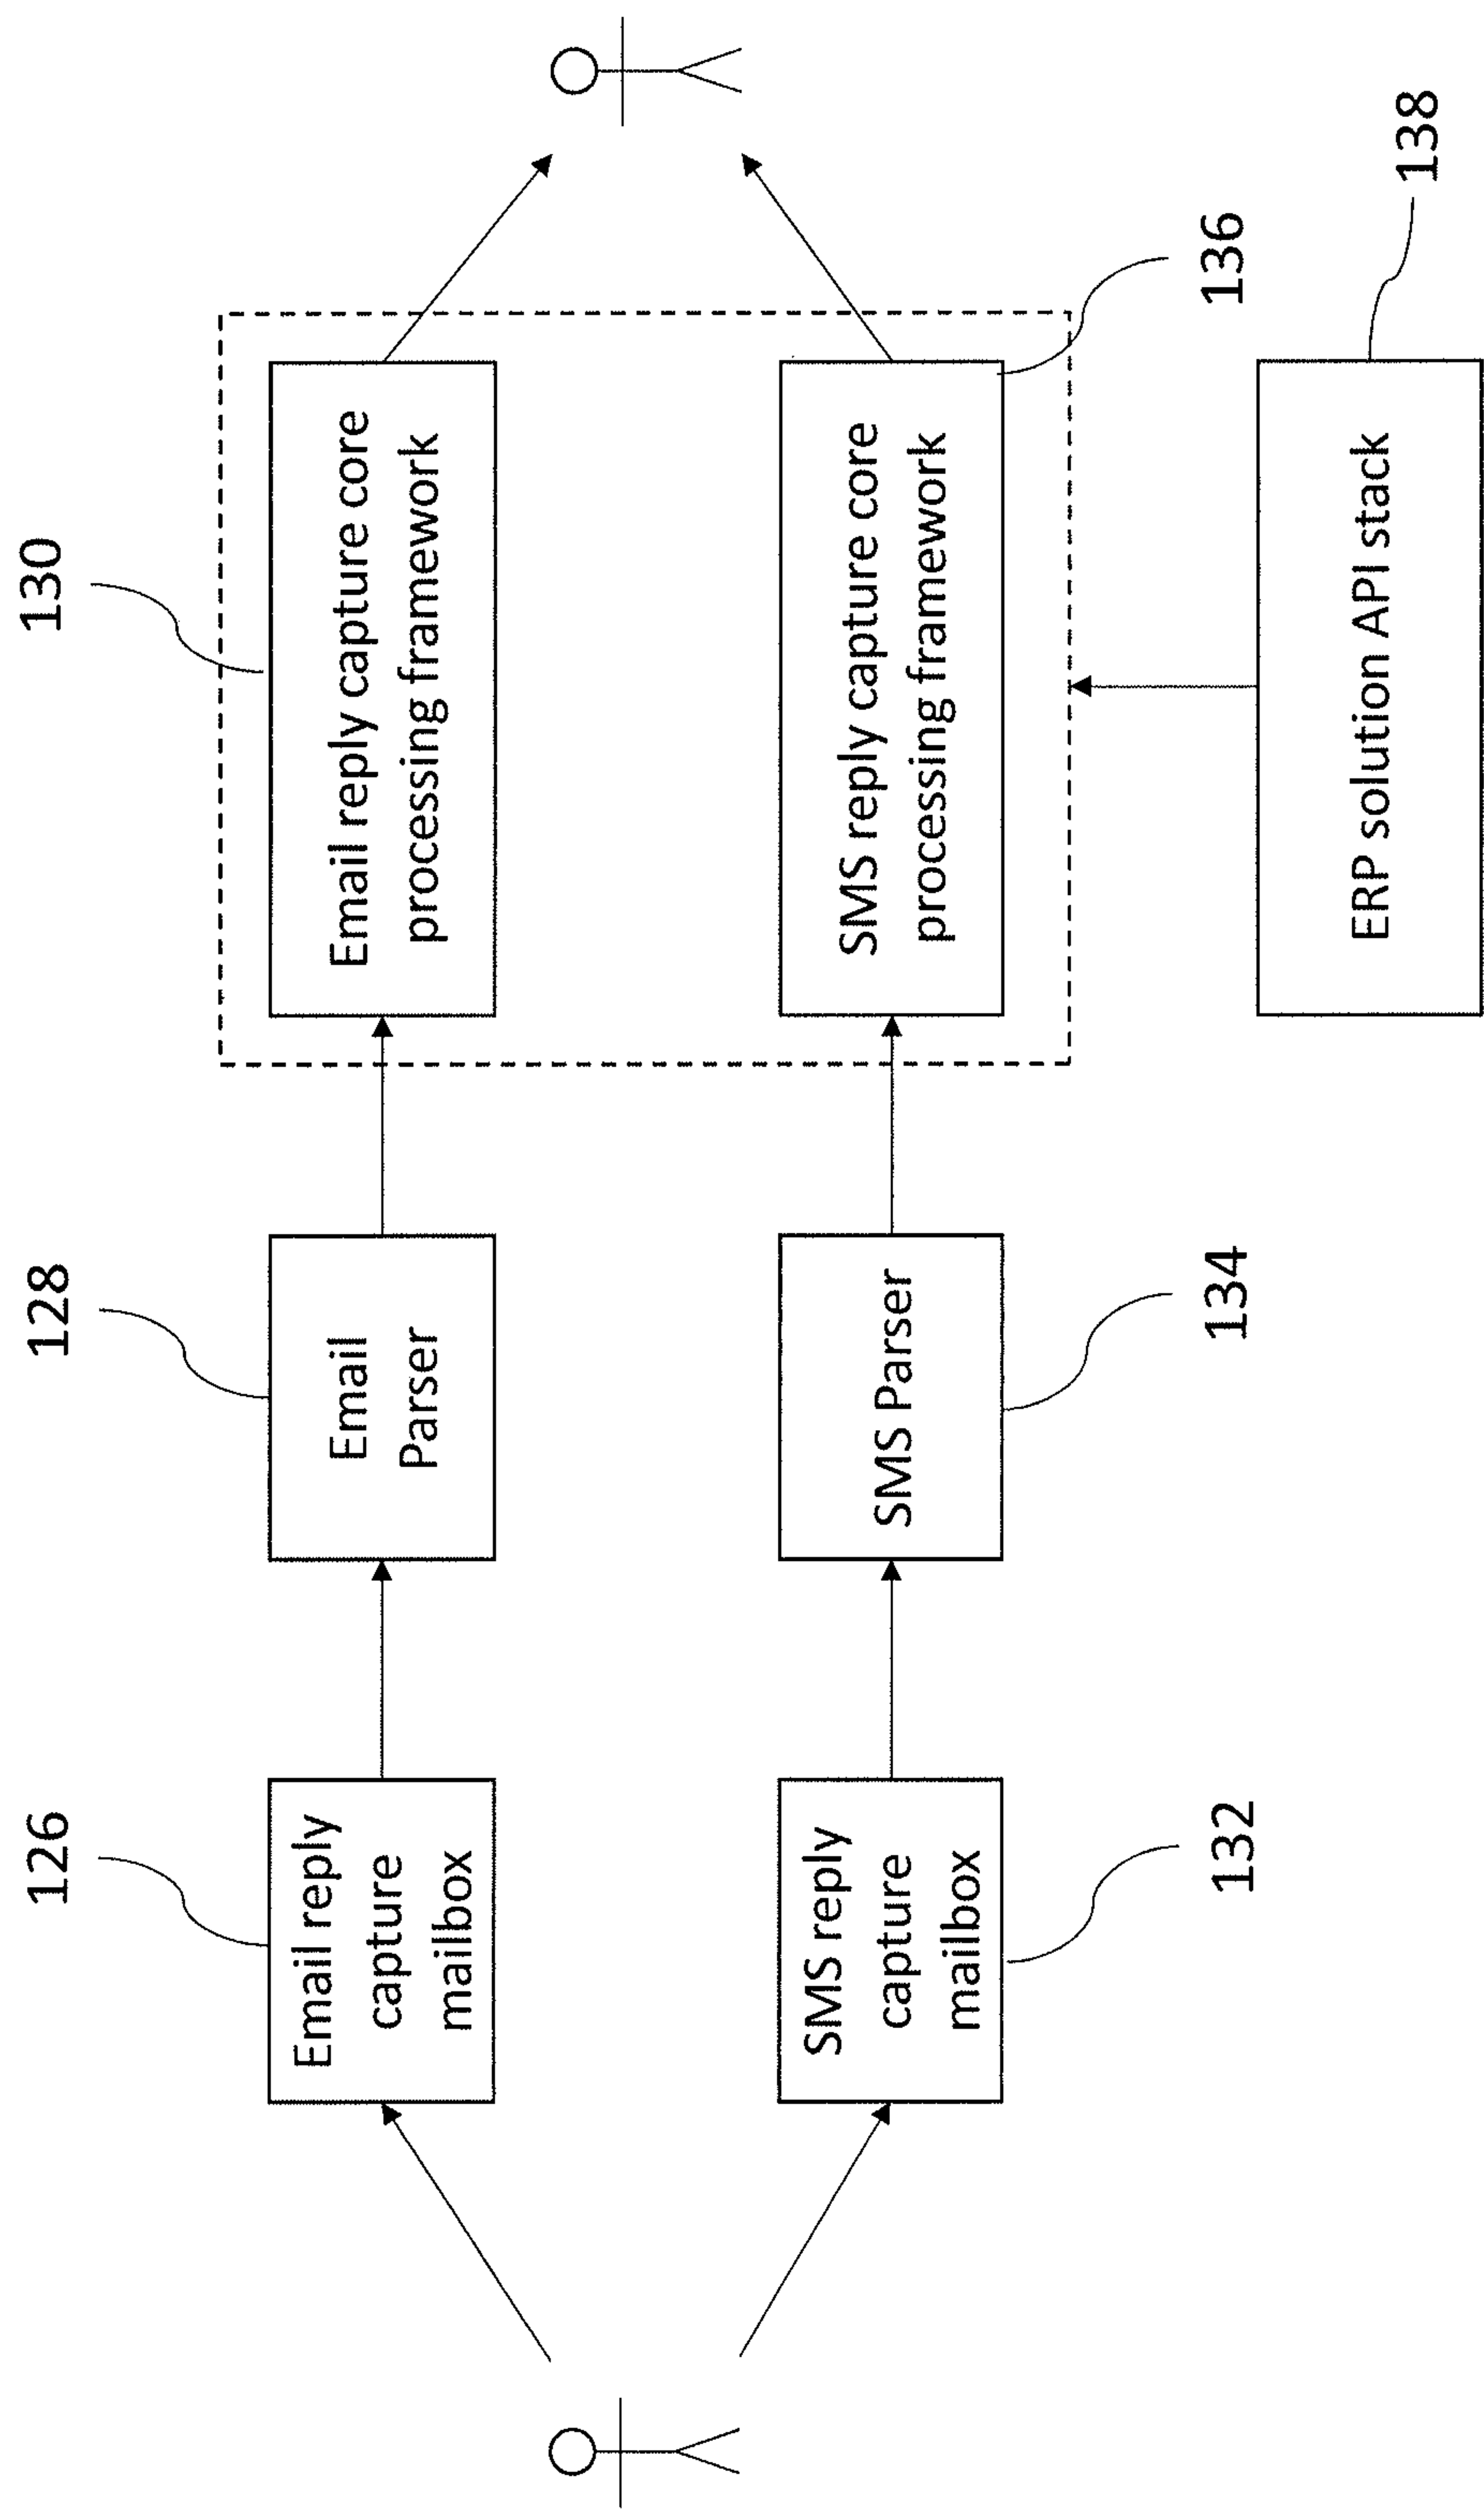 126
128
130
Email reply
capture
mailbox
Email
Parser
Email reply capture core
processing framework
SMS reply
capture
mailbox
SMS Parser
SMS reply capture core
processing framework
132
134
136
ERP solution API stack
138